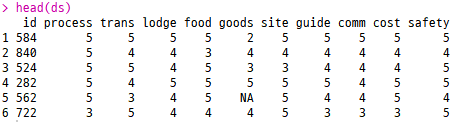 > head(ds)
   id process trans lodge food goods site guide comm cost safety
1 584       5     5     5    5     2    5     5    5    5      5
2 840       5     4     4    3     4    4     4    4    4      4
3 524       5     5     4    5     3    3     4    4    4      5
4 282       5     4     5    5     5    5     5    4    5      5
5 562       5     3     4    5    NA    5     4    4    5      4
6 722       3     5     4    4     4    5     3    3    3      5